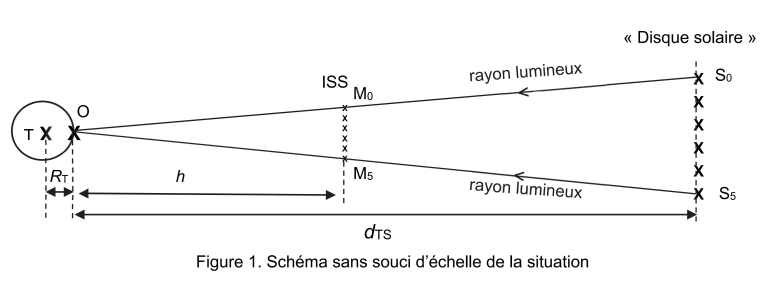 « Disque solaire »
rayon lumineux
S0
ISS
M0
O
T
RT
h
M5
rayon lumineux
S5
dTS
Figure 1. Schéma sans souci d'échelle de la situation